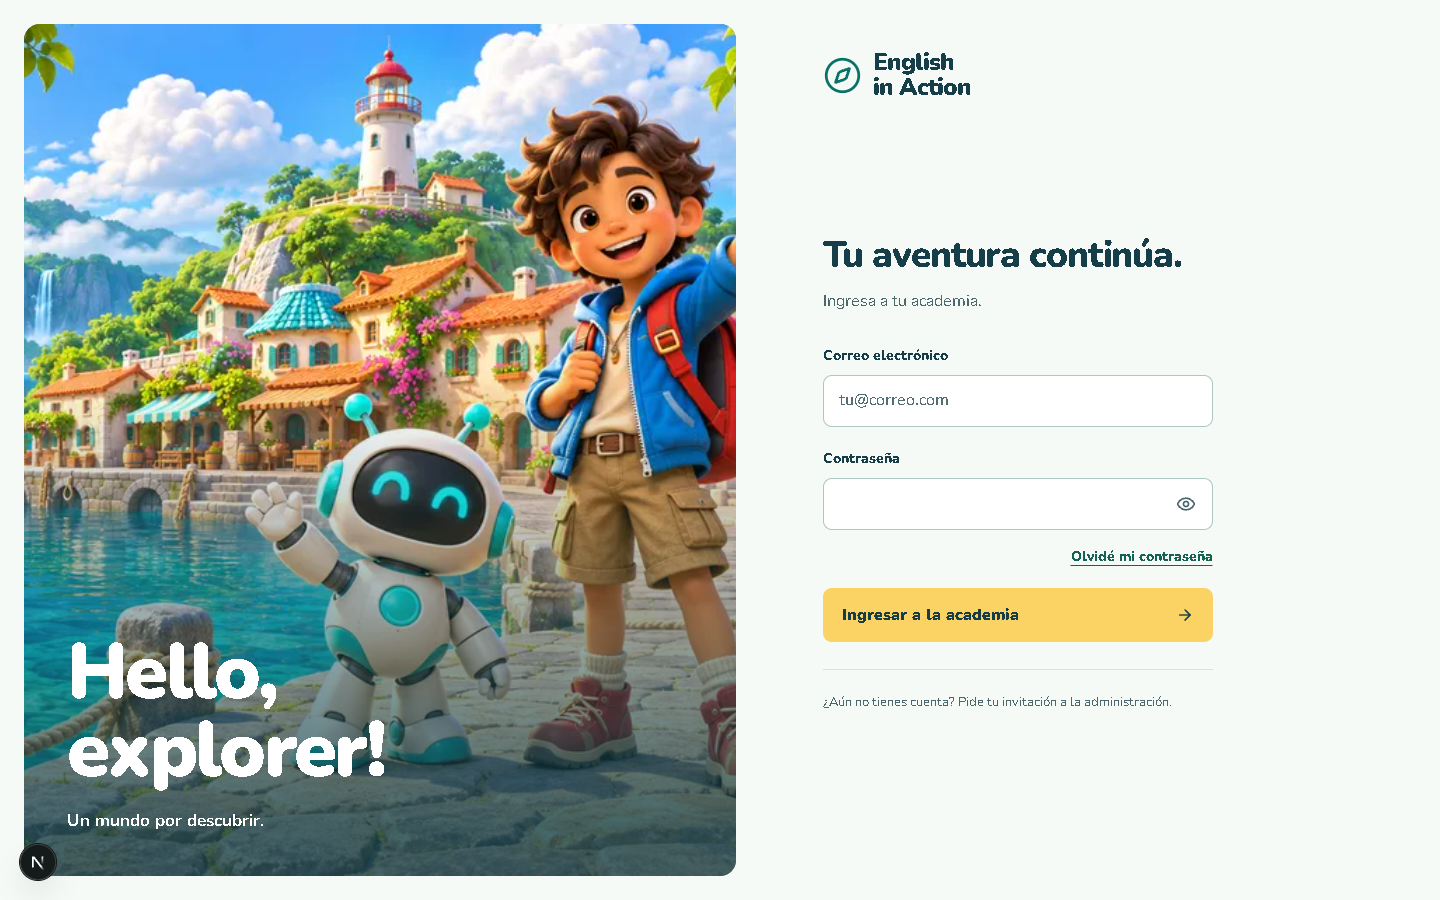 English
in Action
Tu aventura continúa.
Ingresa a tu academia.
Correo electrónico
tu@correo.com
Contraseña
Olvidé mi contraseña
Ingresar a la academia
¿Aún no tienes cuenta? Pide tu invitación a la administración.
Hello,
explorer!
Un mundo por descubrir.
N